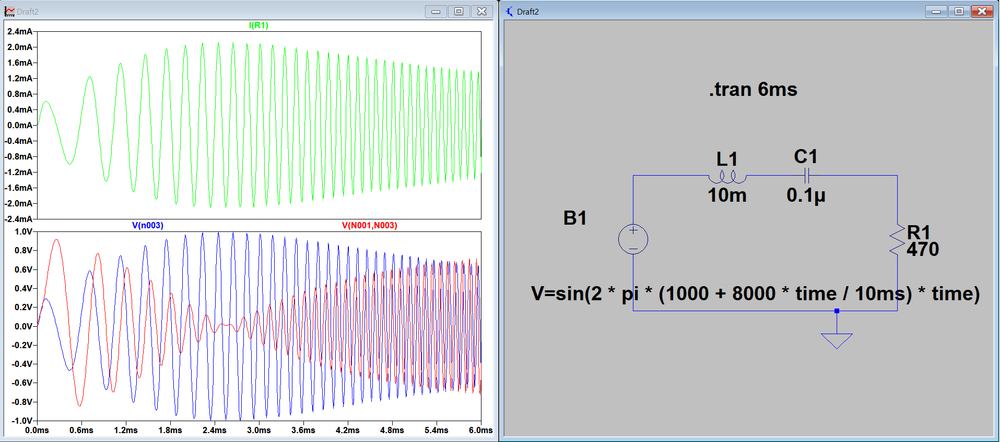 Draft2
I(R1)
2.4mA
2.0mA
1.6mA
1.2mA
0.8mA
0.4mA
0.0mA
-0.4mA
-0.8mA
-1.2mA
-1.6mA
-2.0mA
-2.4mA
V(n003) V(N001,N003)
1.0V
0.8V
0.6V
0.4V
0.2V
0.0V
-0.2V
-0.4V
-0.6V
-0.8V
-1.0V
0.0ms 0.6ms 1.2ms 1.8ms 2.4ms 3.0ms 3.6ms 4.2ms 4.8ms 5.4ms 6.0ms
Draft2
.tran 6ms
L1
10m
C1
0.1µ
B1
R1
470
V=sin(2 * pi * (1000 + 8000 * time / 10ms) * time)